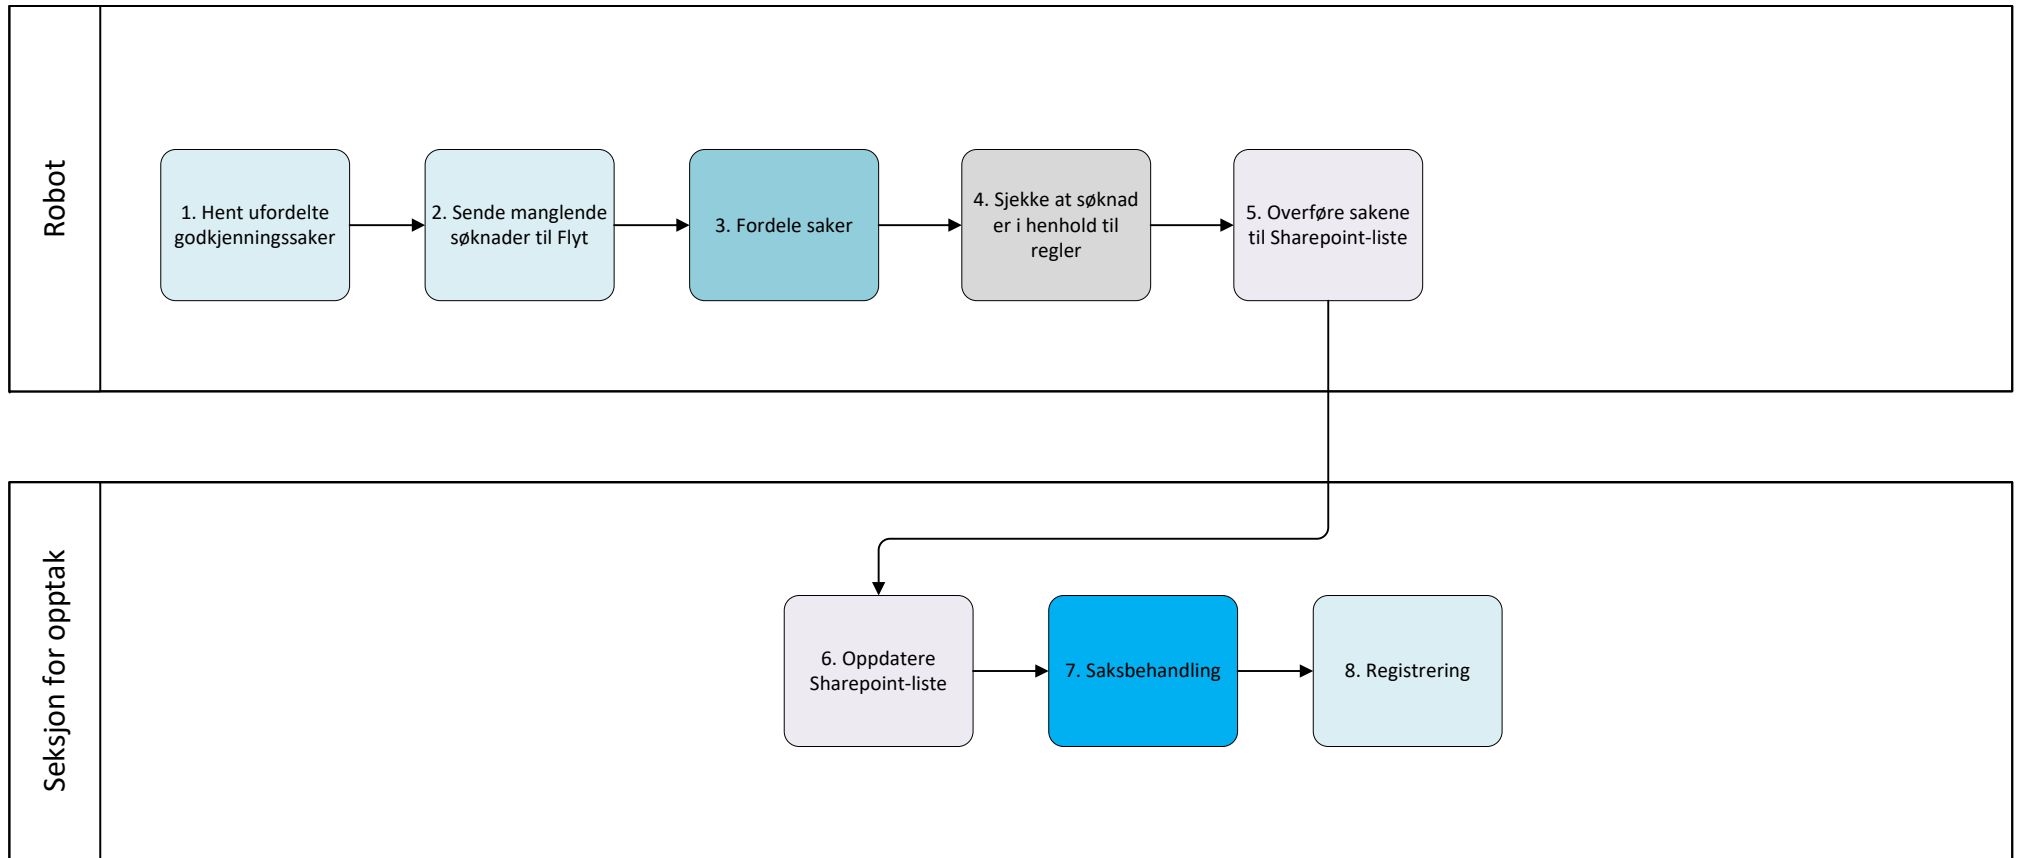 Robot
1. Hent ufordelte
godkjenningssaker
2. Sende manglende
søknader til Flyt
3. Fordele saker
4. Sjekke at søknad
er i henhold til
regler
5. Overføre sakene
til Sharepoint-liste
Seksjon for opptak
6. Oppdatere
Sharepoint-liste
7. Saksbehandling
8. Registrering